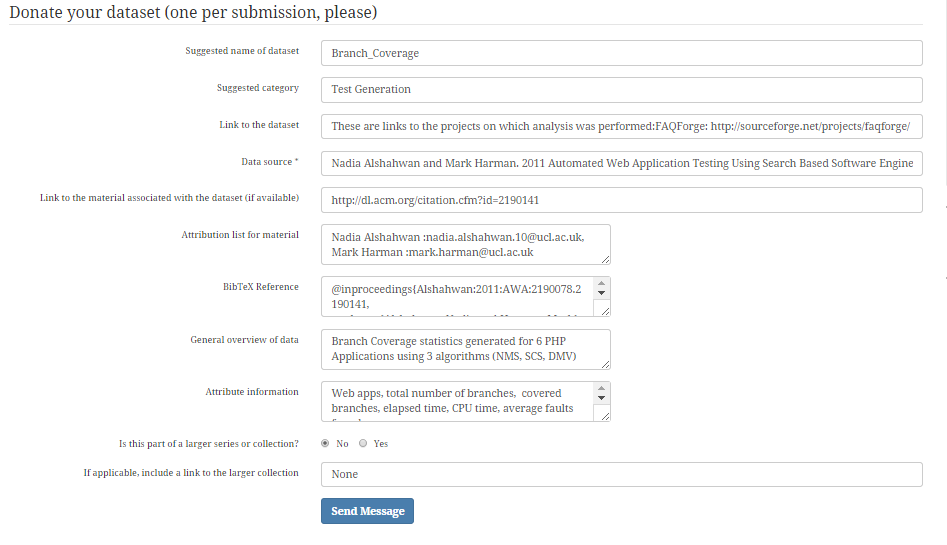 Donate your dataset (one per submission, please)
Suggested name of dataset
Branch_Coverage
Suggested category
Test Generation
Link to the dataset
These are links to the projects on which analysis was performed:FAQForge: http://sourceforge.net/projects/faqforge/
Data source *
Nadia Alshahwan and Mark Harman. 2011 Automated Web Application Testing Using Search Based Software Engine
Link to the material associated with the dataset (if available)
http://dl.acm.org/citation.cfm?id=2190141
Attribution list for material
Nadia Alshahwan :nadia.alshahwan.10@ucl.ac.uk,
Mark Harman :mark.harman@ucl.ac.uk
BibTeX Reference
@inproceedings{Alshahwan:2011:AWA:2190078.2
190141,
General overview of data
Branch Coverage statistics generated for 6 PHP
Applications using 3 algorithms (NMS, SCS, DMV)
Attribute information
Web apps, total number of branches, covered
branches, elapsed time, CPU time, average faults
Is this part of a larger series or collection?
No Yes
If applicable, include a link to the larger collection
None
Send Message